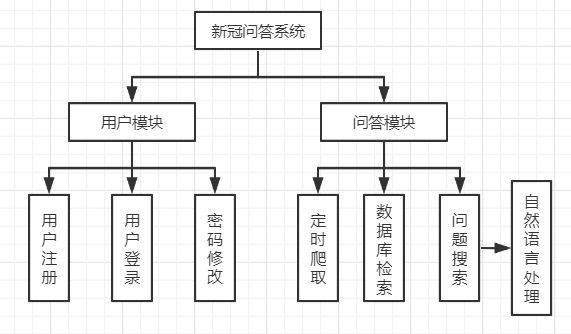 新冠问答系统
用户模块
问答模块
用户注册
用户登录
密码修改
定时爬取
数据库检索
问题搜索
自然语言处理